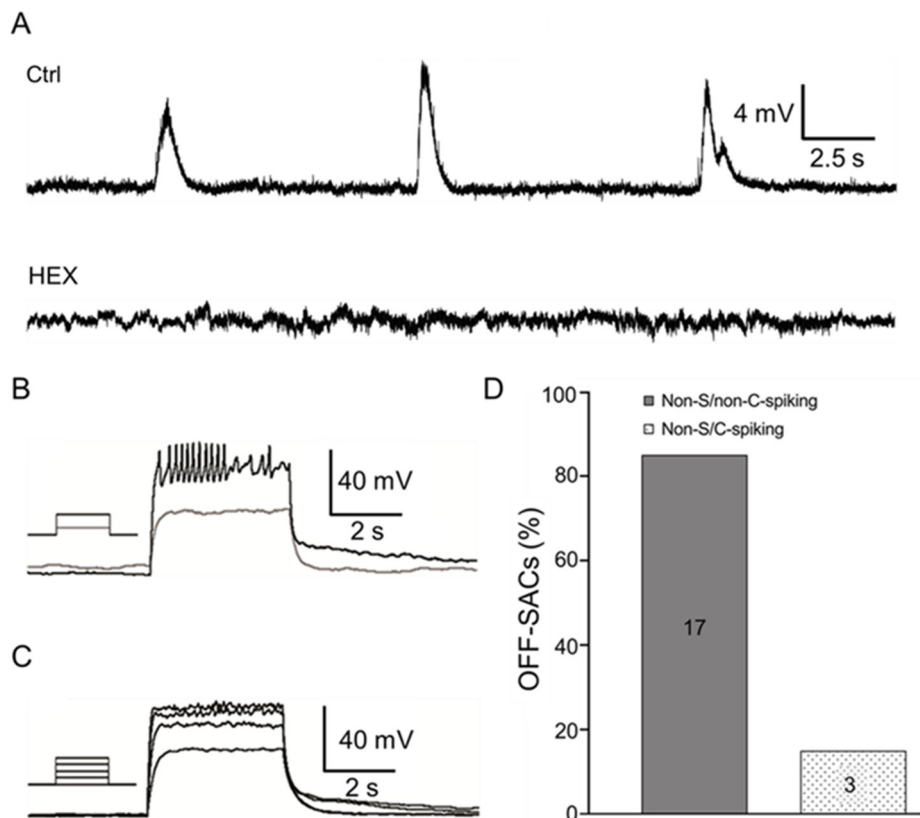 A
Ctrl
4 mV
2.5 s
HEX
B
40 mV
2 s
C
40 mV
2 s
D
100
80
60
40
20
0
OFF-SACs (%)
Non-S/non-C-spiking
Non-S/C-spiking
17
3